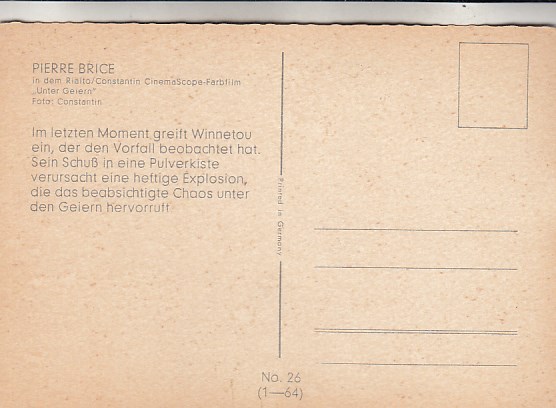 PIERRE BRICE
in dem Rialto/Constantin CinemaScope-Farbfilm
„Unter Geiern"
Foto: Constantin
Im letzten Moment greift Winnetou
ein, der den Vorfall beobachtet hat.
Sein Schuß in eine Pulverkiste
verursacht eine heftige Explosion,
die das beabsichtigte Chaos unter
den Geiern hervorruft
Printed in Germany
No. 26
(1—64)